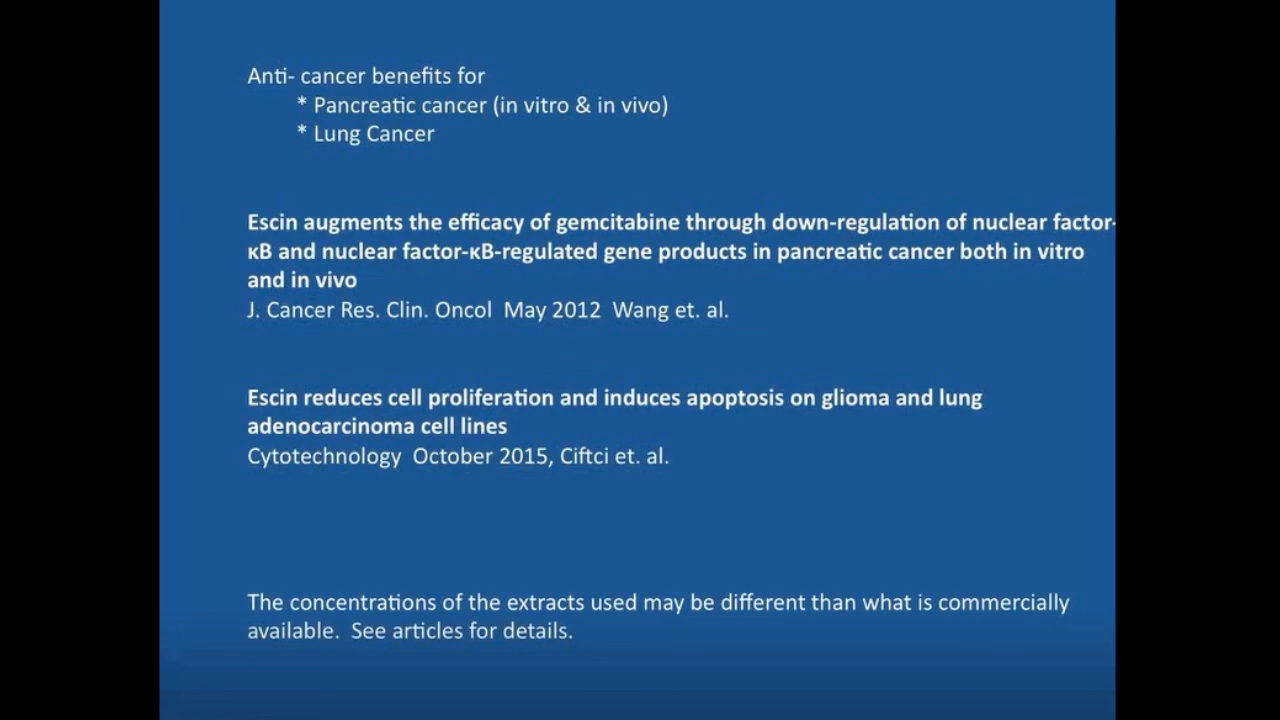 Anti- cancer benefits for
* Pancreatic cancer (in vitro & in vivo)
* Lung Cancer
Escin augments the efficacy of gemcitabine through down-regulation of nuclear factor-
κB and nuclear factor-κB-regulated gene products in pancreatic cancer both in vitro
and in vivo
J. Cancer Res. Clin. Oncol  May 2012  Wang et. al.
Escin reduces cell proliferation and induces apoptosis on glioma and lung
adenocarcinoma cell lines
Cytotechnology  October 2015, Ciftci et. al.
The concentrations of the extracts used may be different than what is commercially
available.  See articles for details.